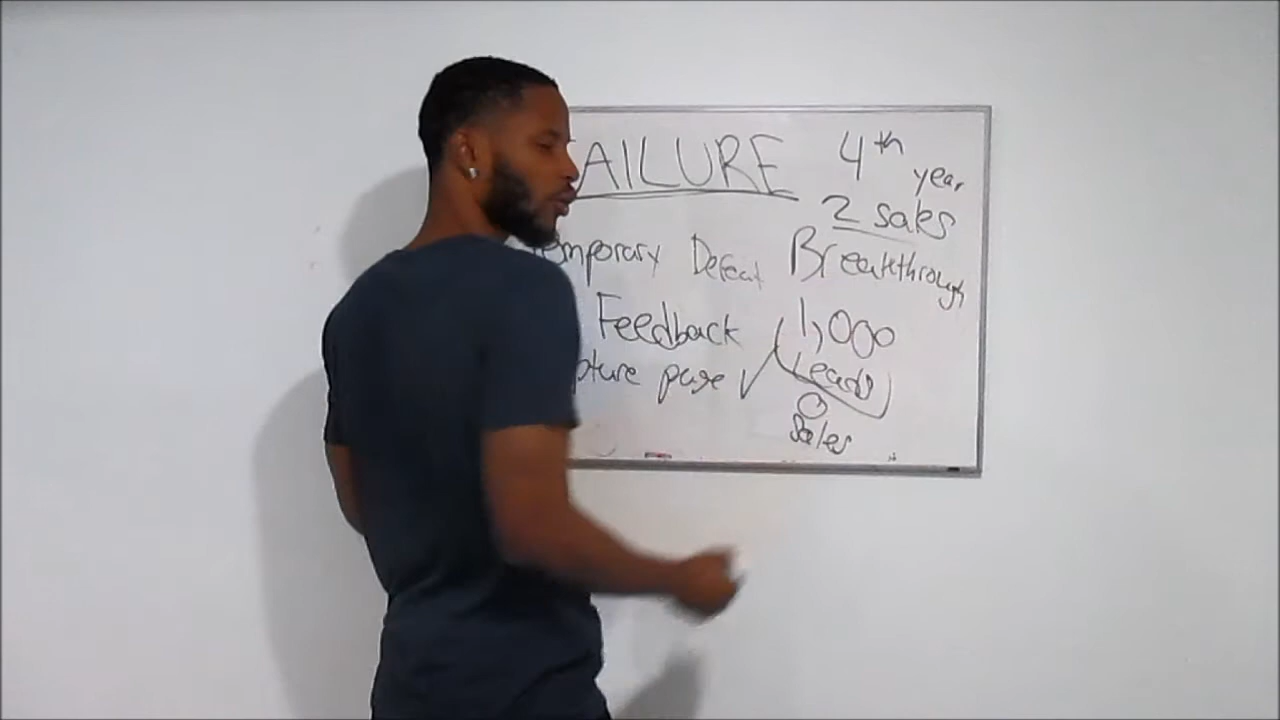 AILURE 4th
year
2 sales
emporary Defeat Breakthrough
Feedback 1,000
pture page Leads
0
Sales